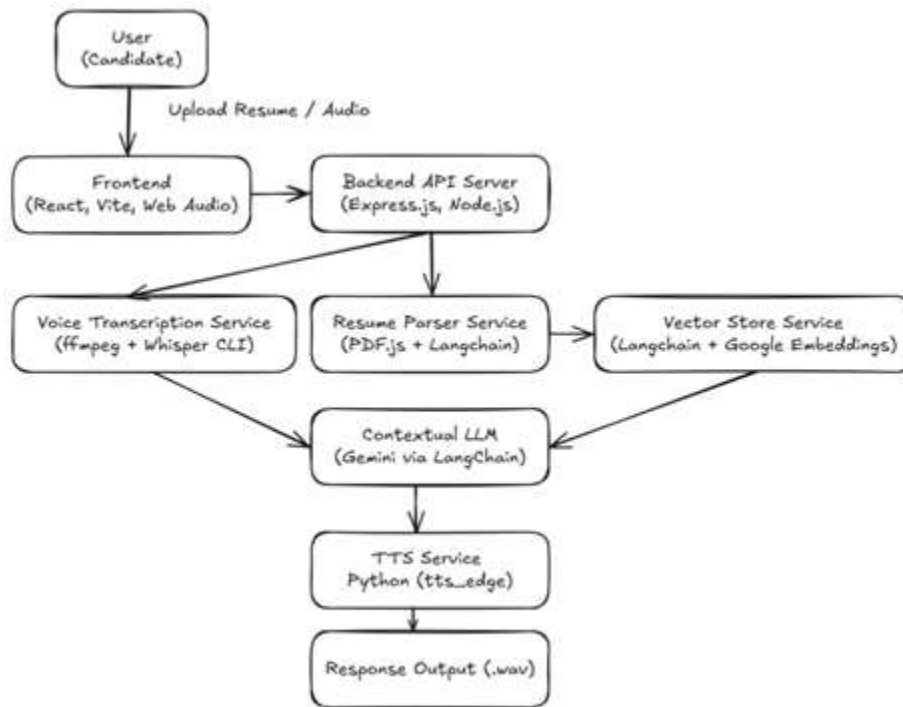 User
(Candidate)
Upload Resume / Audio
Frontend
(React, Vite, Web Audio)
Backend API Server
(Express.js, Node.js)
Voice Transcription Service
(ffmpeg + Whisper CLI)
Resume Parser Service
(PDF.js + Langchain)
Vector Store Service
(Langchain + Google Embeddings)
Contextual LLM
(Gemini via LangChain)
TTS Service
Python (tts_edge)
Response Output (.wav)